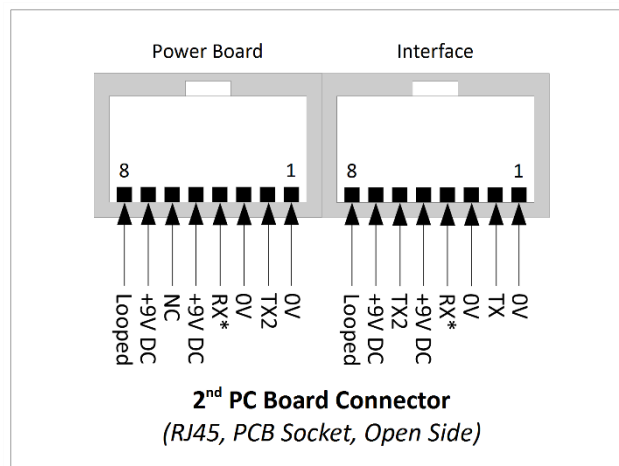 Power Board Interface
8 1 8 1
Looped +9V DC NC +9V DC RX* 0V TX2 0V Looped +9V DC TX2 +9V DC RX* 0V TX 0V
2nd PC Board Connector
(RJ45, PCB Socket, Open Side)